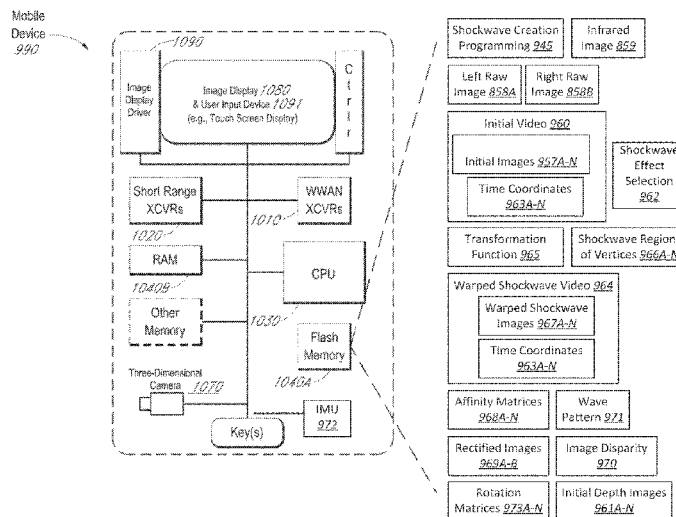 Mobile
Device
990
1090
Image
Display
Driver
Image Display 1080
& User Input Device 1091
(e.g., Touch Screen Display)
C
t
r
l
r
Short Range
XCVRs
1020
WWAN
XCVRs
1010
RAM
1040B
CPU
1030
Other
Memory
Flash
Memory
1040A
Three-Dimensional
Camera
1070
IMU
972
Key(s)
Shockwave Creation
Programming 945
Infrared
Image 859
Left Raw
Image 858A
Right Raw
Image 858B
Initial Video 960
Initial Images 957A-N
Time Coordinates
963A-N
Shockwave
Effect
Selection
962
Transformation
Function 965
Shockwave Region
of Vertices 966A-N
Warped Shockwave Video 964
Warped Shockwave
Images 967A-N
Time Coordinates
963A-N
Affinity Matrices
968A-N
Wave
Pattern 971
Rectified Images
969A-B
Image Disparity
970
Rotation
Matrices 973A-N
Initial Depth Images
961A-N